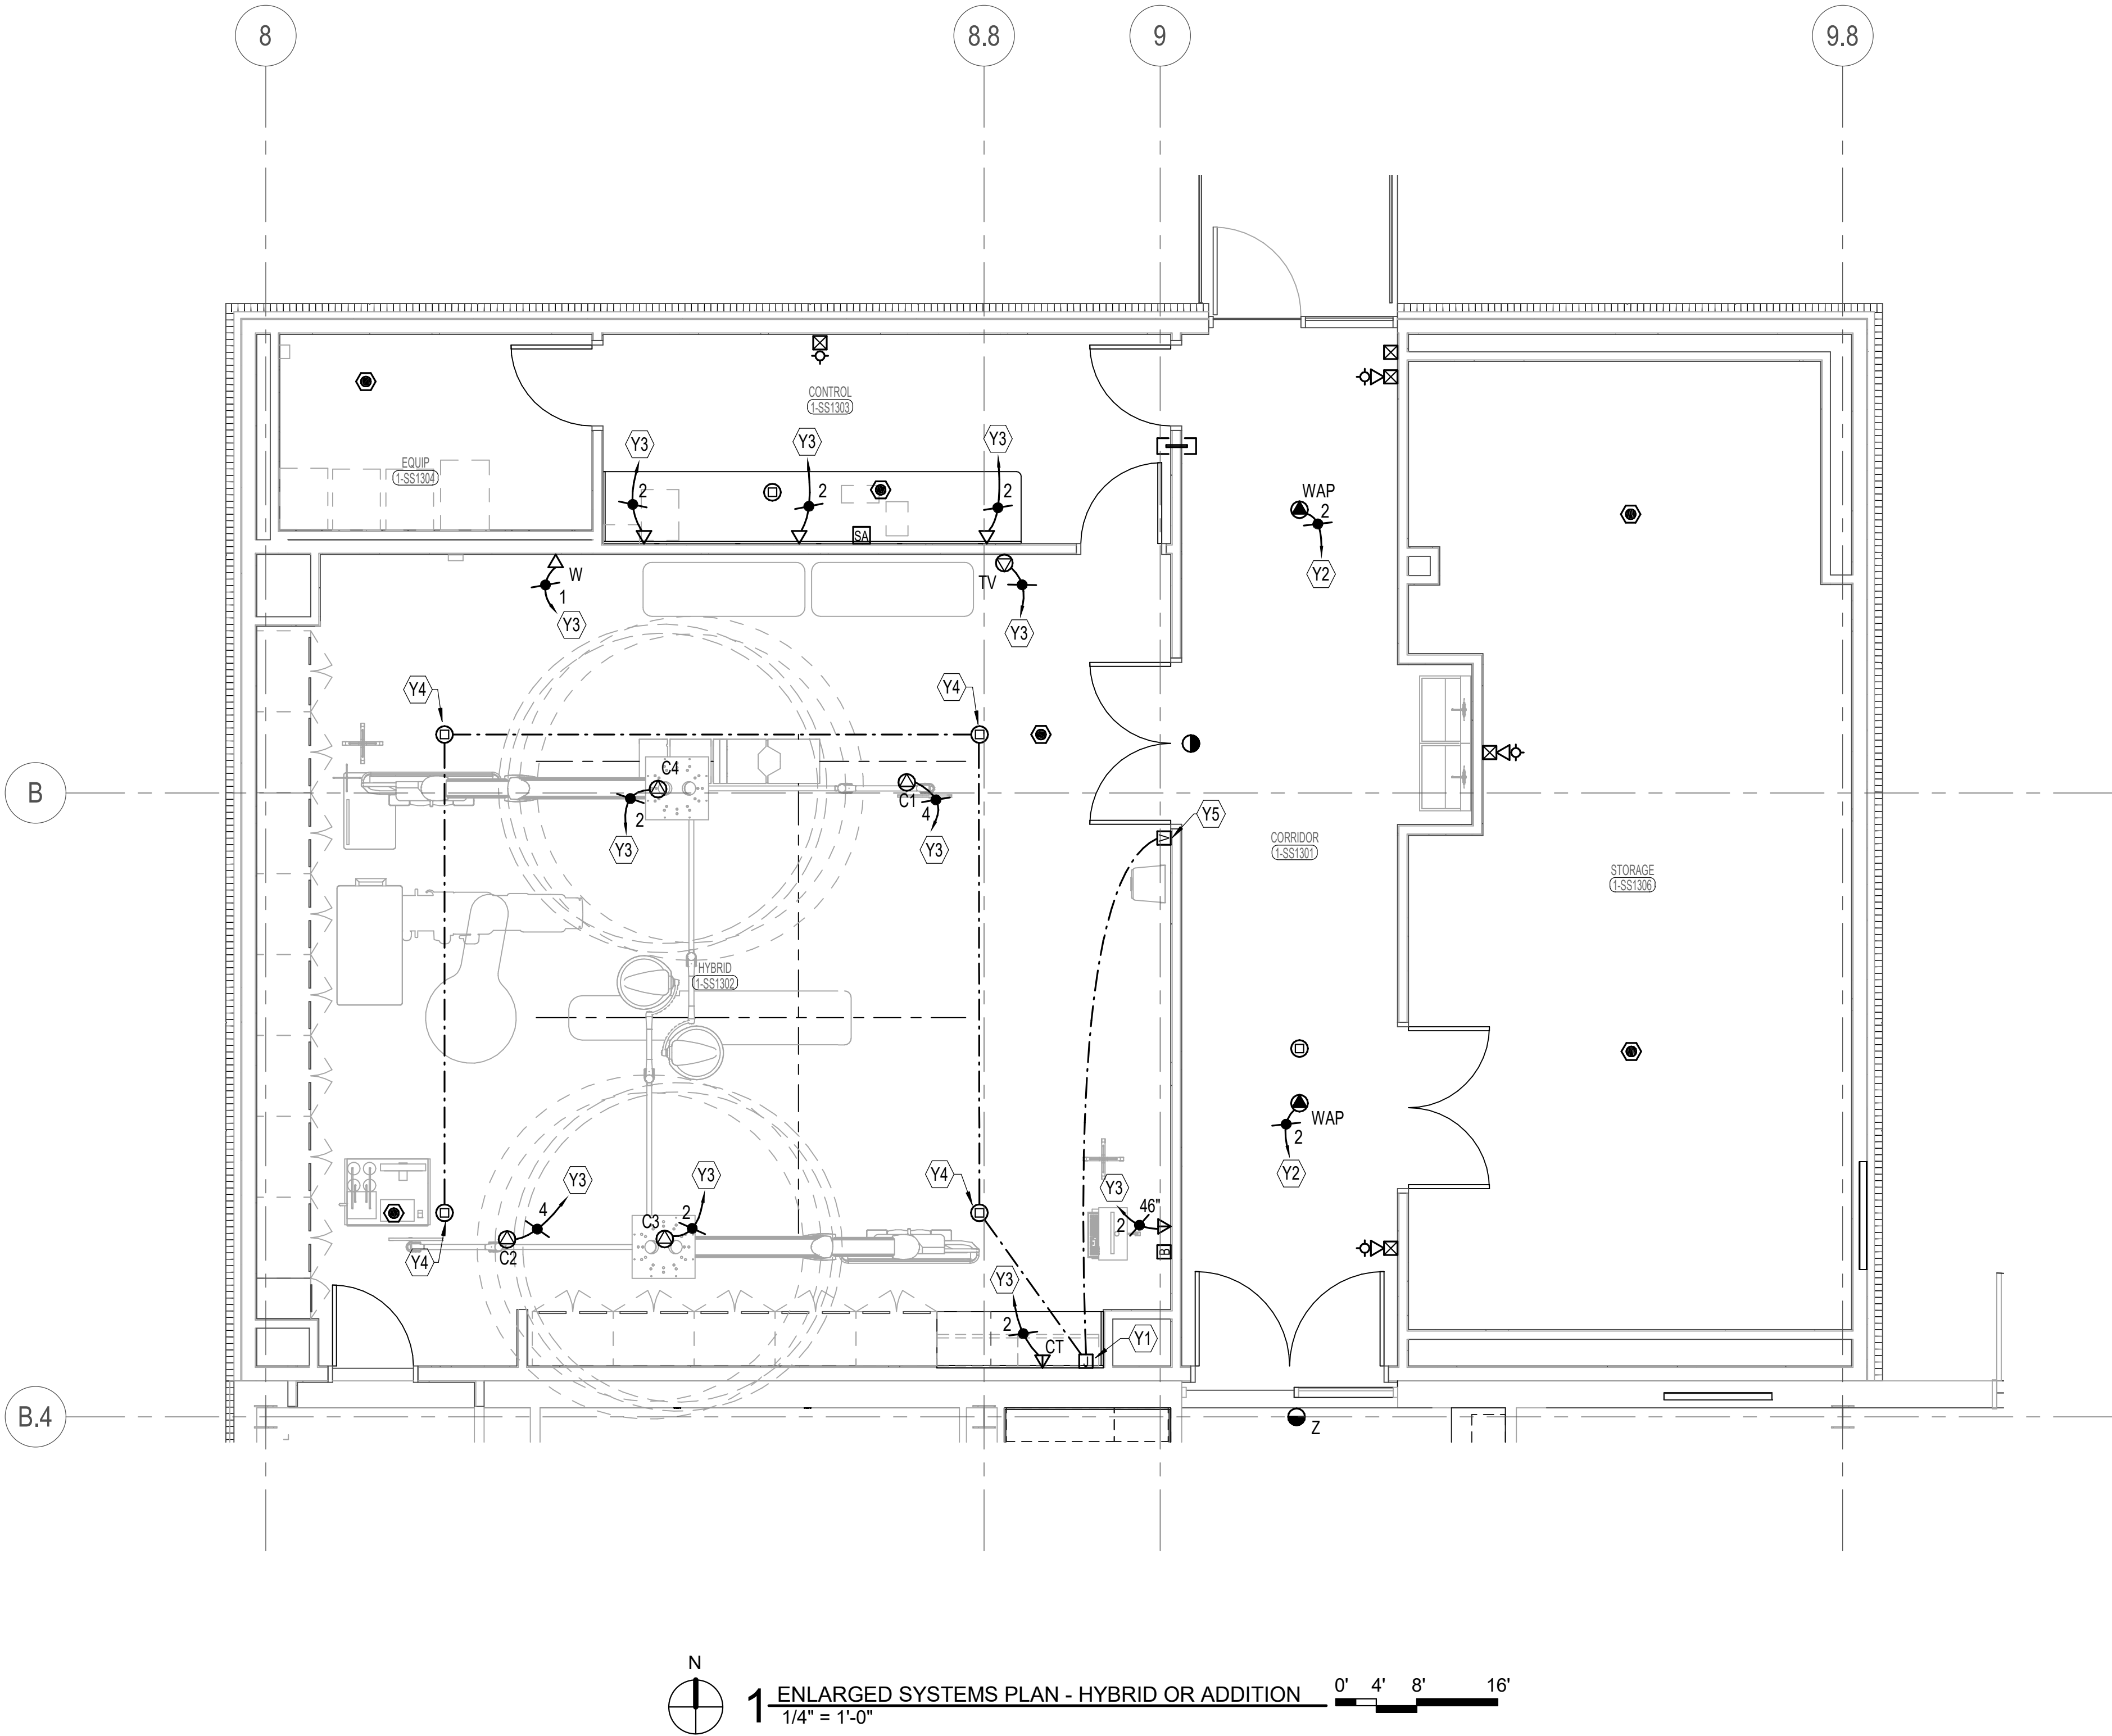 8
8.8
9
9.8
CONTROL
1-SS1303
Y3
Y3
Y3
EQUIP
1-SS1304
2
2
2
WAP
2
SA
Y2
W
1
TV
Y3
Y3
Y4
Y4
C4
B
C1
2
4
Y5
Y3
Y3
V
CORRIDOR
1-SS1301
STORAGE
1-SS1306
HYBRID
1-SS1302
WAP
2
Y2
Y3
Y3
Y4
Y3
46"
4
C3
2
2
C2
Y4
B
Y3
2
CT
Y1
J
B.4
Z
N
1
ENLARGED SYSTEMS PLAN - HYBRID OR ADDITION
1/4" = 1'-0"
0' 4' 8' 16'